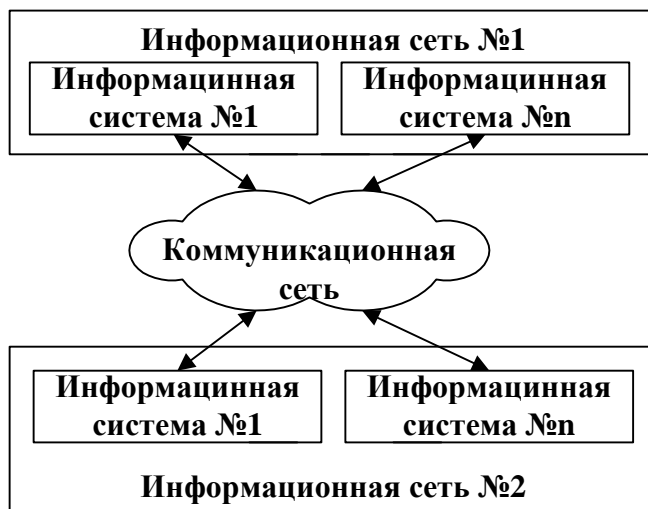 Информационная сеть №1
Информацинная
система №1
Информацинная
система №n
Коммуникационная
сеть
Информацинная
система №1
Информацинная
система №n
Информационная сеть №2